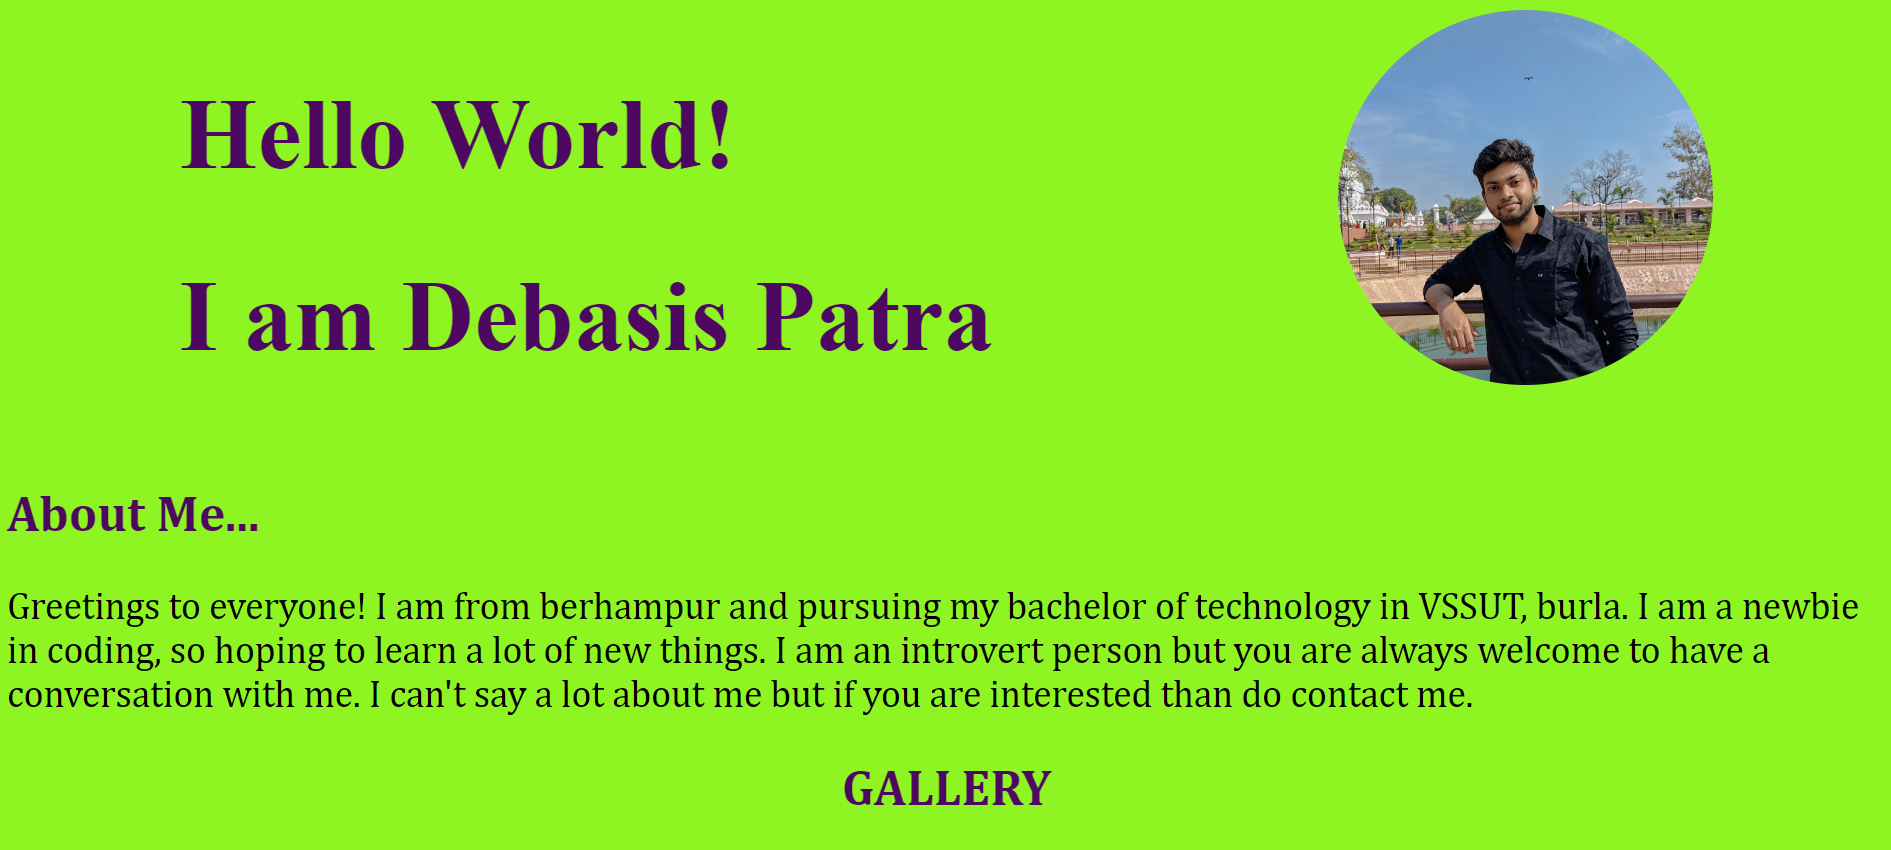 Hello World!
I am Debasis Patra
About Me...
Greetings to everyone! I am from berhampur and pursuing my bachelor of technology in VSSUT, burla. I am a newbie
in coding, so hoping to learn a lot of new things. I am an introvert person but you are always welcome to have a
conversation with me. I can't say a lot about me but if you are interested than do contact me.
GALLERY